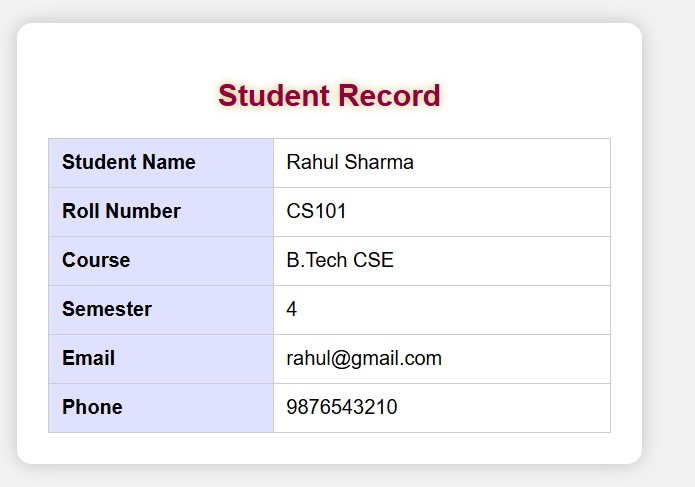 Student Record
Student Name Rahul Sharma
Roll Number CS101
Course B.Tech CSE
Semester 4
Email rahul@gmail.com
Phone 9876543210